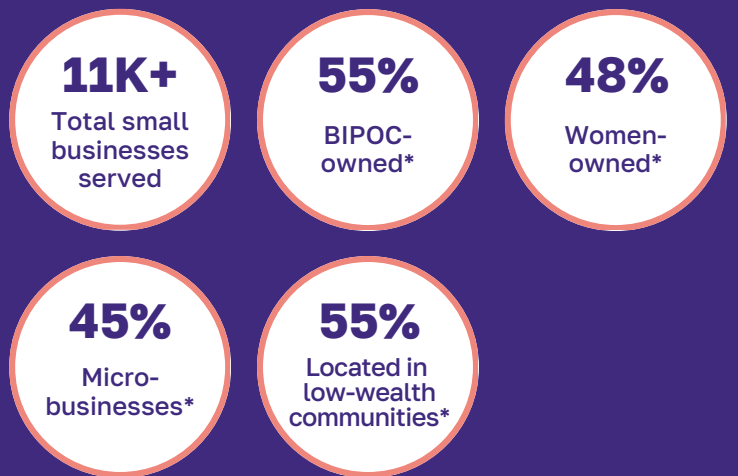 11K+
Total small
businesses
served
55%
BIPOC-
owned*
48%
Women-
owned*
45%
Micro-
businesses*
55%
Located in
low-wealth
communities*